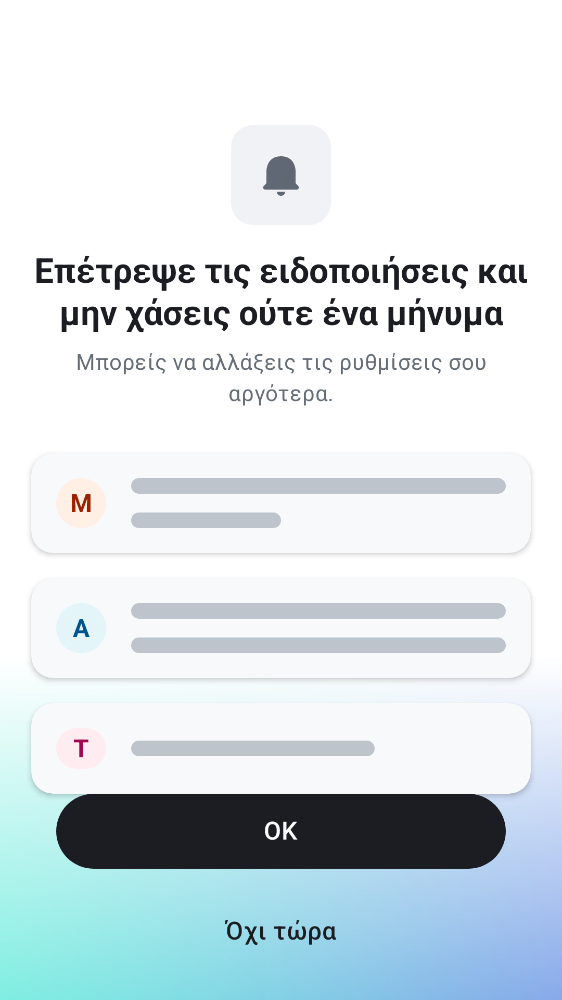 Επέτρεψε τις ειδοποιήσεις και
μην χάσεις ούτε ένα μήνυμα
Μπορείς να αλλάξεις τις ρυθμίσεις σου
αργότερα.
M
A
T
OK
Όχι τώρα